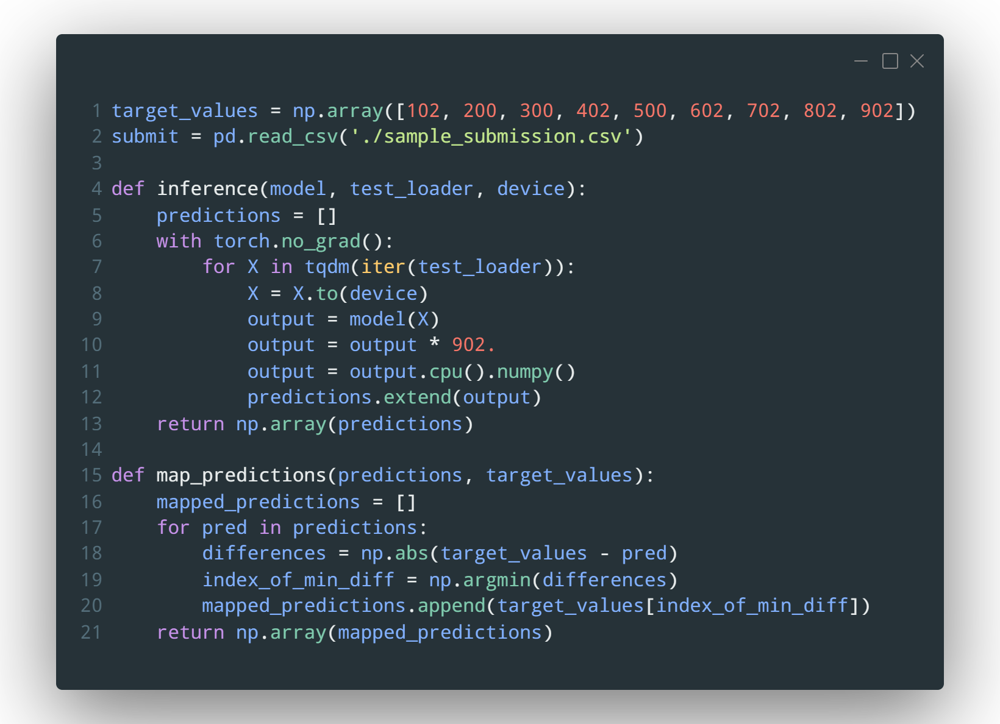 1 target_values = np.array([102, 200, 300, 402, 500, 602, 702, 802, 902])
2 submit = pd.read_csv('./sample_submission.csv')
3
4 def inference(model, test_loader, device):
5     predictions = []
6     with torch.no_grad():
7         for X in tqdm(iter(test_loader)):
8             X = X.to(device)
9             output = model(X)
10             output = output * 902.
11             output = output.cpu().numpy()
12             predictions.extend(output)
13     return np.array(predictions)
14
15 def map_predictions(predictions, target_values):
16     mapped_predictions = []
17     for pred in predictions:
18         differences = np.abs(target_values - pred)
19         index_of_min_diff = np.argmin(differences)
20         mapped_predictions.append(target_values[index_of_min_diff])
21     return np.array(mapped_predictions)